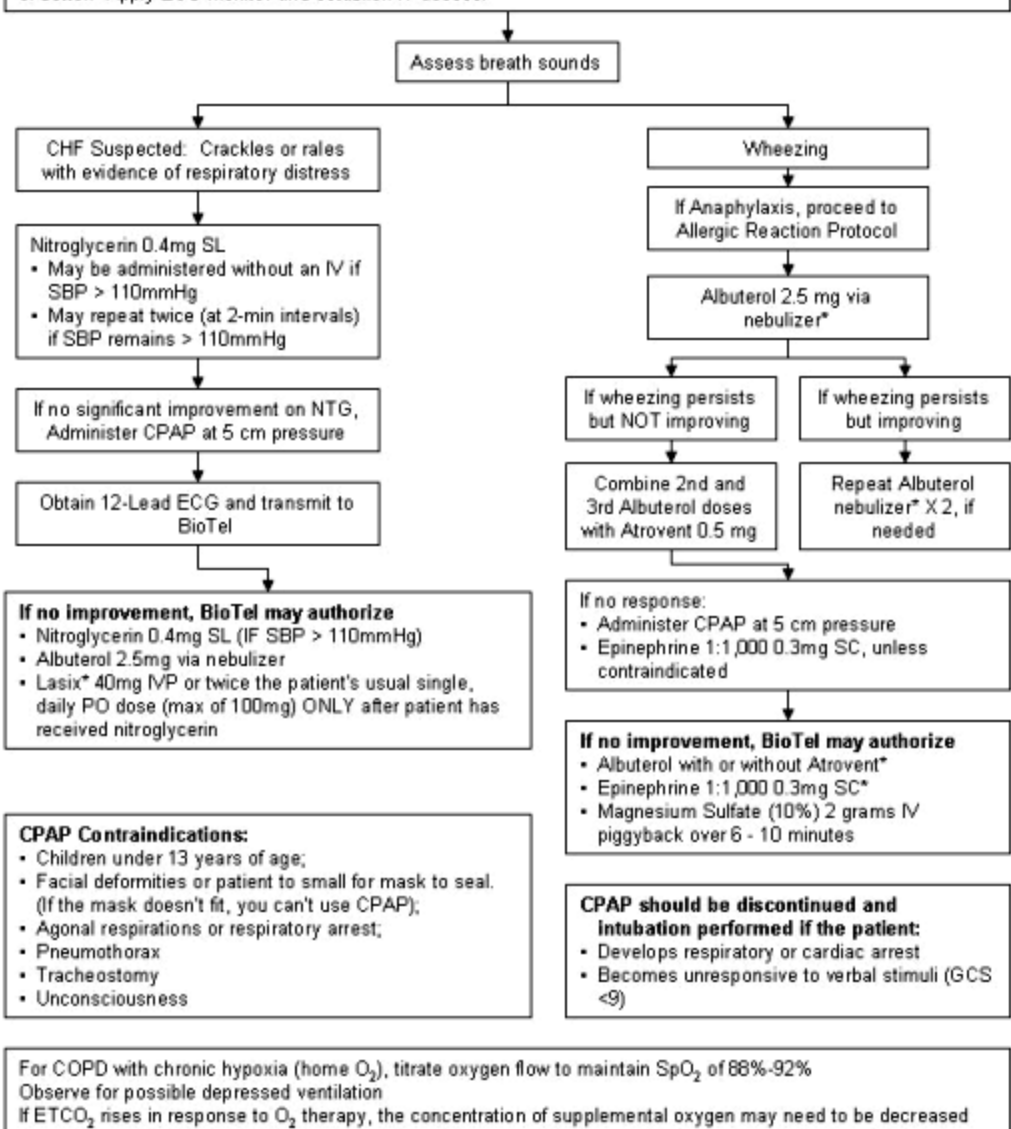 Assess breath sounds
CHF Suspected: Crackles or rales
with evidence of respiratory distress
Nitroglycerin 0.4mg SL
▪ May be administered without an IV if
SBP > 110mmHg
▪ May repeat twice (at 2-min intervals)
if SBP remains > 110mmHg
If no significant improvement on NTG,
Administer CPAP at 5 cm pressure
Obtain 12-Lead ECG and transmit to
BioTel
If no improvement, BioTel may authorize
▪ Nitroglycerin 0.4mg SL (IF SBP > 110mmHg)
▪ Albuterol 2.5mg via nebulizer
▪ Lasix* 40mg IVP or twice the patient's usual single,
daily PO dose (max of 100mg) ONLY after patient has
received nitroglycerin
Wheezing
If Anaphylaxis, proceed to
Allergic Reaction Protocol
Albuterol 2.5 mg via
nebulizer*
If wheezing persists
but NOT improving
If wheezing persists
but improving
Combine 2nd and
3rd Albuterol doses
with Atrovent 0.5 mg
Repeat Albuterol
nebulizer* X 2, if
needed
If no response:
▪ Administer CPAP at 5 cm pressure
▪ Epinephrine 1:1,000 0.3mg SC, unless
contraindicated
If no improvement, BioTel may authorize
▪ Albuterol with or without Atrovent*
▪ Epinephrine 1:1,000 0.3mg SC*
▪ Magnesium Sulfate (10%) 2 grams IV
piggyback over 6 - 10 minutes
CPAP Contraindications:
▪ Children under 13 years of age;
▪ Facial deformities or patient to small for mask to seal.
(If the mask doesn't fit, you can't use CPAP);
▪ Agonal respirations or respiratory arrest;
▪ Pneumothorax
▪ Tracheostomy
▪ Unconsciousness
CPAP should be discontinued and
intubation performed if the patient:
▪ Develops respiratory or cardiac arrest
▪ Becomes unresponsive to verbal stimuli (GCS
<9)
For COPD with chronic hypoxia (home O₂), titrate oxygen flow to maintain SpO₂ of 88%-92%
Observe for possible depressed ventilation
If ETCO₂ rises in response to O₂ therapy, the concentration of supplemental oxygen may need to be decreased